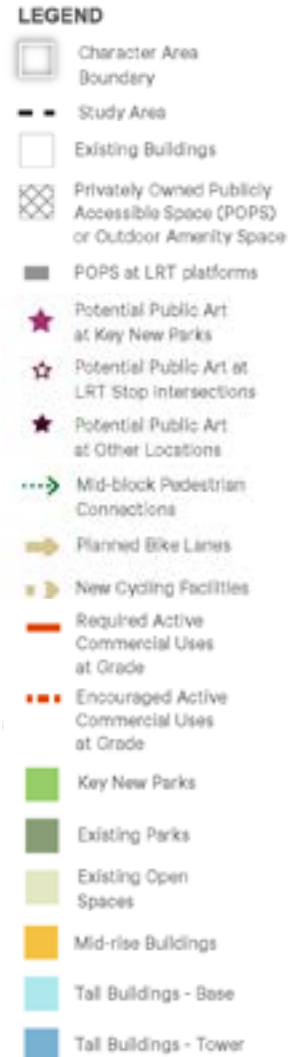 LEGEND
Character Area
Boundary
Study Area
Existing Buildings
Privately Owned Publicly
Accessible Space (POPS)
or Outdoor Amenity Space
POPS at LRT platforms
Potential Public Art
at Key New Parks
Potential Public Art at
LRT Stop Intersections
Potential Public Art
at Other Locations
Mid-block Pedestrian
Connections
Planned Bike Lanes
New Cycling Facilities
Required Active
Commercial Uses
at Grade
Encouraged Active
Commercial Uses
at Grade
Key New Parks
Existing Parks
Existing Open
Spaces
Mid-rise Buildings
Tall Buildings - Base
Tall Buildings - Tower